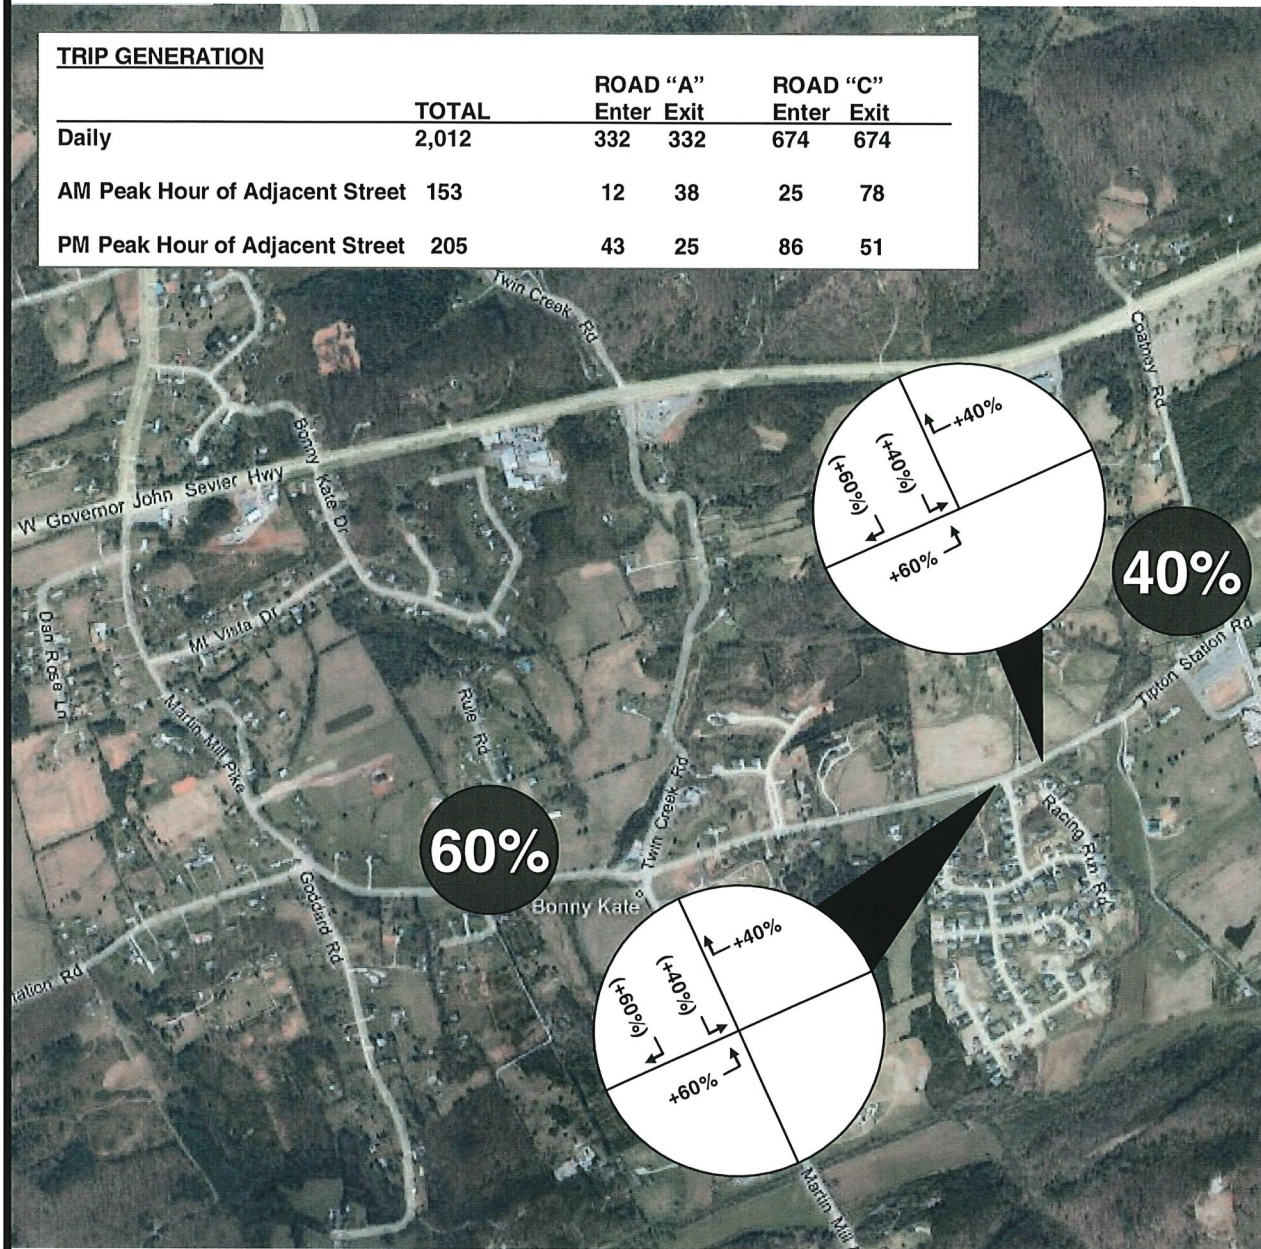 TRIP GENERATION
ROAD “A” ROAD “C”
TOTAL Enter Exit Enter Exit
Daily 2,012 332 332 674 674
AM Peak Hour of Adjacent Street 153 12 38 25 78
PM Peak Hour of Adjacent Street 205 43 25 86 51
Twin Creek Rd
Coatney Rd
Bonny Kate Dr
W Governor John Sevier Hwy
+40%
(+40%)
(+60%)
+60%
40%
Dan Rose Ln
Mt Vista Dr
Tipton Station Rd
Martin Mill Pike
Rule Rd
Twin Creek Rd
Racing Run Rd
60%
Bonny Kate
Goddard Rd
+40%
(+40%)
(+60%)
+60%
ation Rd
Martin Mill